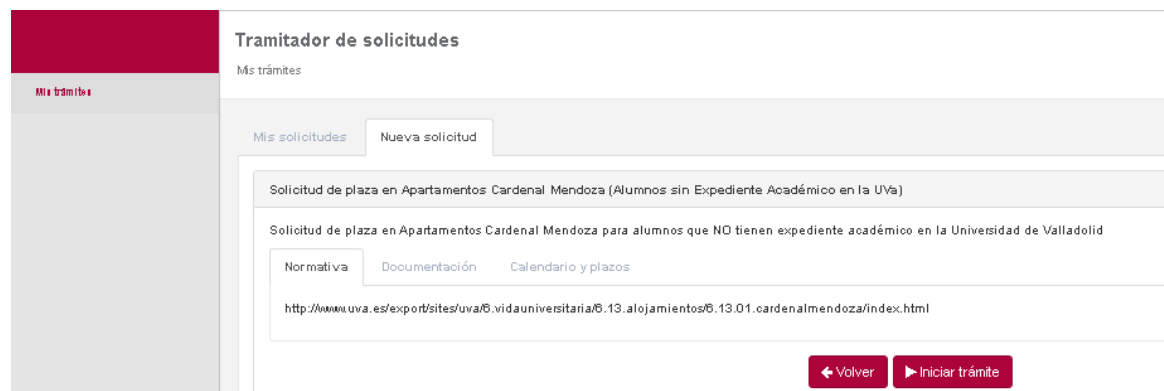 Tramitador de solicitudes
Mis trámites
Mis trámites
Mis solicitudes Nueva solicitud
Solicitud de plaza en Apartamentos Cardenal Mendoza (Alumnos sin Expediente Académico en la UVa)
Solicitud de plaza en Apartamentos Cardenal Mendoza para alumnos que NO tienen expediente académico en la Universidad de Valladolid
Normativa Documentación Calendario y plazos
http://www.uva.es/export/sites/uva/6.vidauniversitaria/6.13.alojamientos/6.13.01.cardenalmendoza/index.html
Volver Iniciar trámite